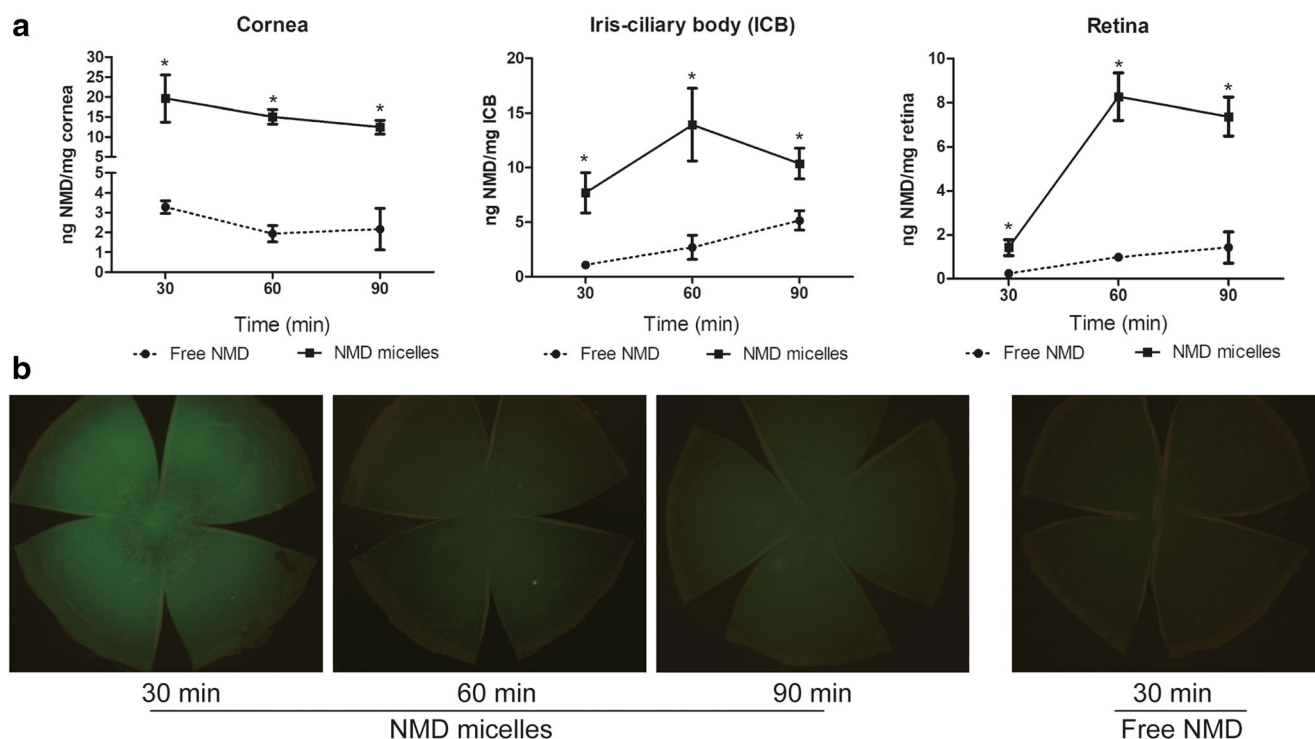 a
Cornea
ng NMD/mg cornea
30
25
20
15
10
5
5
4
3
2
1
0
*
*
*
30 60 90
Time (min)
Free NMD NMD micelles
Iris-ciliary body (ICB)
ng NMD/mg ICB
20
15
10
5
0
*
*
*
30 60 90
Time (min)
Free NMD NMD micelles
Retina
ng NMD/mg retina
10
8
6
4
2
0
*
*
*
30 60 90
Time (min)
Free NMD NMD micelles
b
30 min 60 min 90 min 30 min
NMD micelles Free NMD